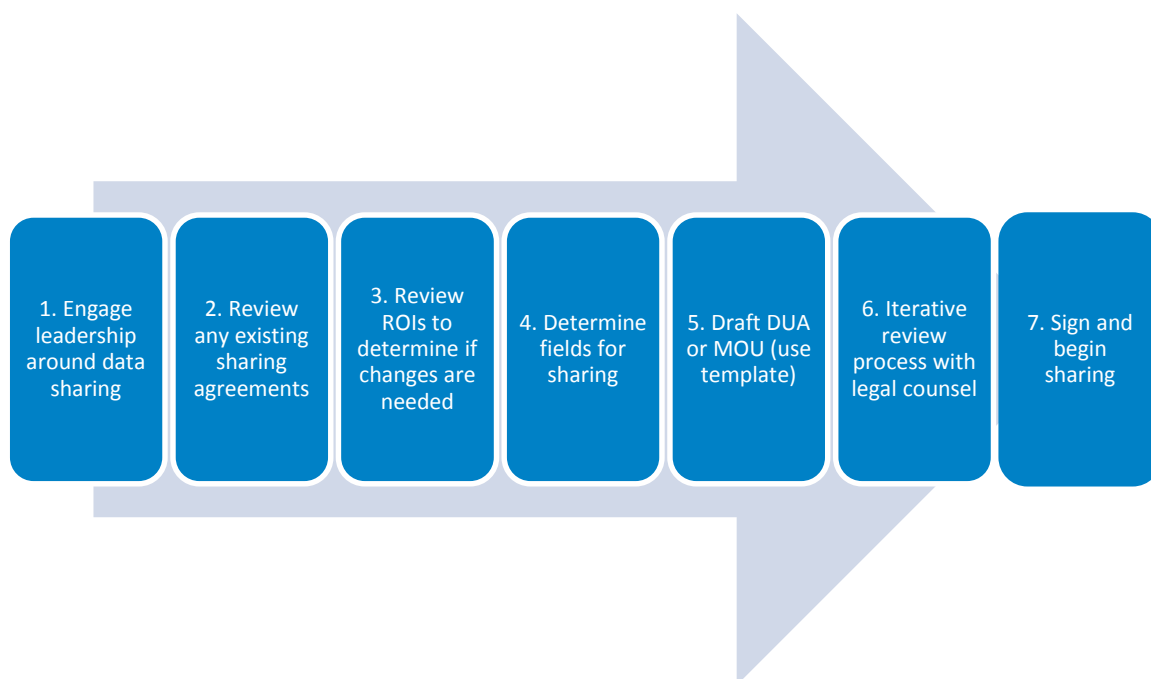 1. Engage
leadership
around data
sharing
2. Review
any existing
sharing
agreements
3. Review
ROIs to
determine if
changes are
needed
4. Determine
fields for
sharing
5. Draft DUA
or MOU (use
template)
6. Iterative
review
process with
legal counsel
7. Sign and
begin
sharing